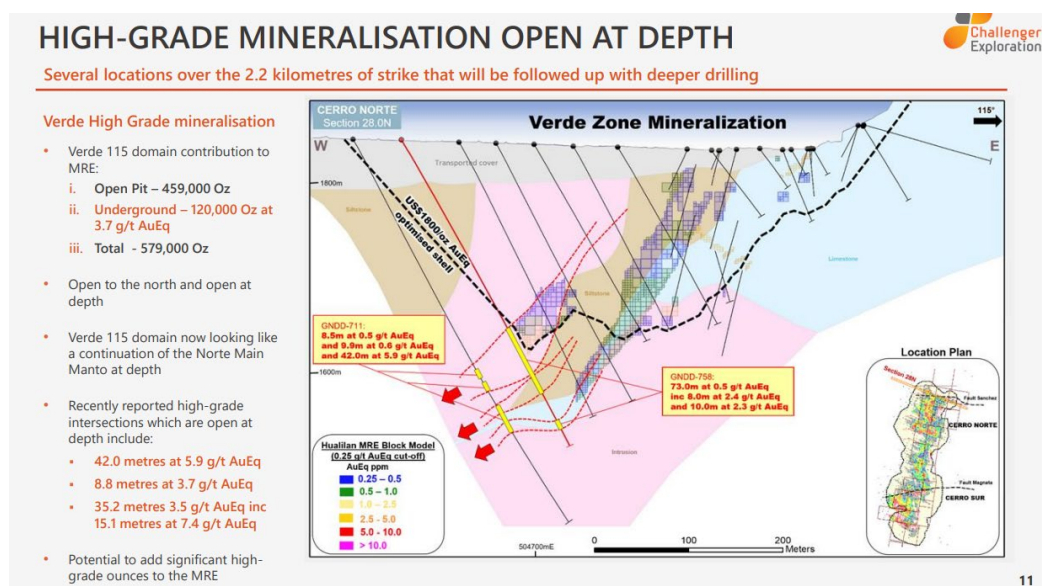 HIGH-GRADE MINERALISATION OPEN AT DEPTH
Challenger
Exploration
Several locations over the 2.2 kilometres of strike that will be followed up with deeper drilling
Verde High Grade mineralisation
• Verde 115 domain contribution to
MRE:
i. Open Pit – 459,000 Oz
ii. Underground – 120,000 Oz at
3.7 g/t AuEq
iii. Total - 579,000 Oz
• Open to the north and open at
depth
• Verde 115 domain now looking like
a continuation of the Norte Main
Manto at depth
• Recently reported high-grade
intersections which are open at
depth include:
▪ 42.0 metres at 5.9 g/t AuEq
▪ 8.8 metres at 3.7 g/t AuEq
▪ 35.2 metres 3.5 g/t AuEq inc
15.1 metres at 7.4 g/t AuEq
• Potential to add significant high-
grade ounces to the MRE
CERRO NORTE
Section 28.0N
Verde Zone Mineralization
115°
W
E
Transported cover
1800m
Siltstone
US$1800/oz AuEq
optimised shell
Limestone
Siltstone
GNDD-711:
8.5m at 0.5 g/t AuEq
and 9.9m at 0.6 g/t AuEq
and 42.0m at 5.9 g/t AuEq
1600m
GNDD-758:
73.0m at 0.5 g/t AuEq
inc 8.0m at 2.4 g/t AuEq
and 10.0m at 2.3 g/t AuEq
Intrusion
Hualilan MRE Block Model
(0.25 g/t AuEq cut-off)
AuEq ppm
0.25 – 0.5
0.5 – 1.0
1.0 – 2.5
2.5 - 5.0
5.0 - 10.0
> 10.0
504700mE
0 100 200
Meters
Location Plan
Section 28N
Fault Sanchez
CERRO NORTE
Fault Magnata
CERRO SUR
11